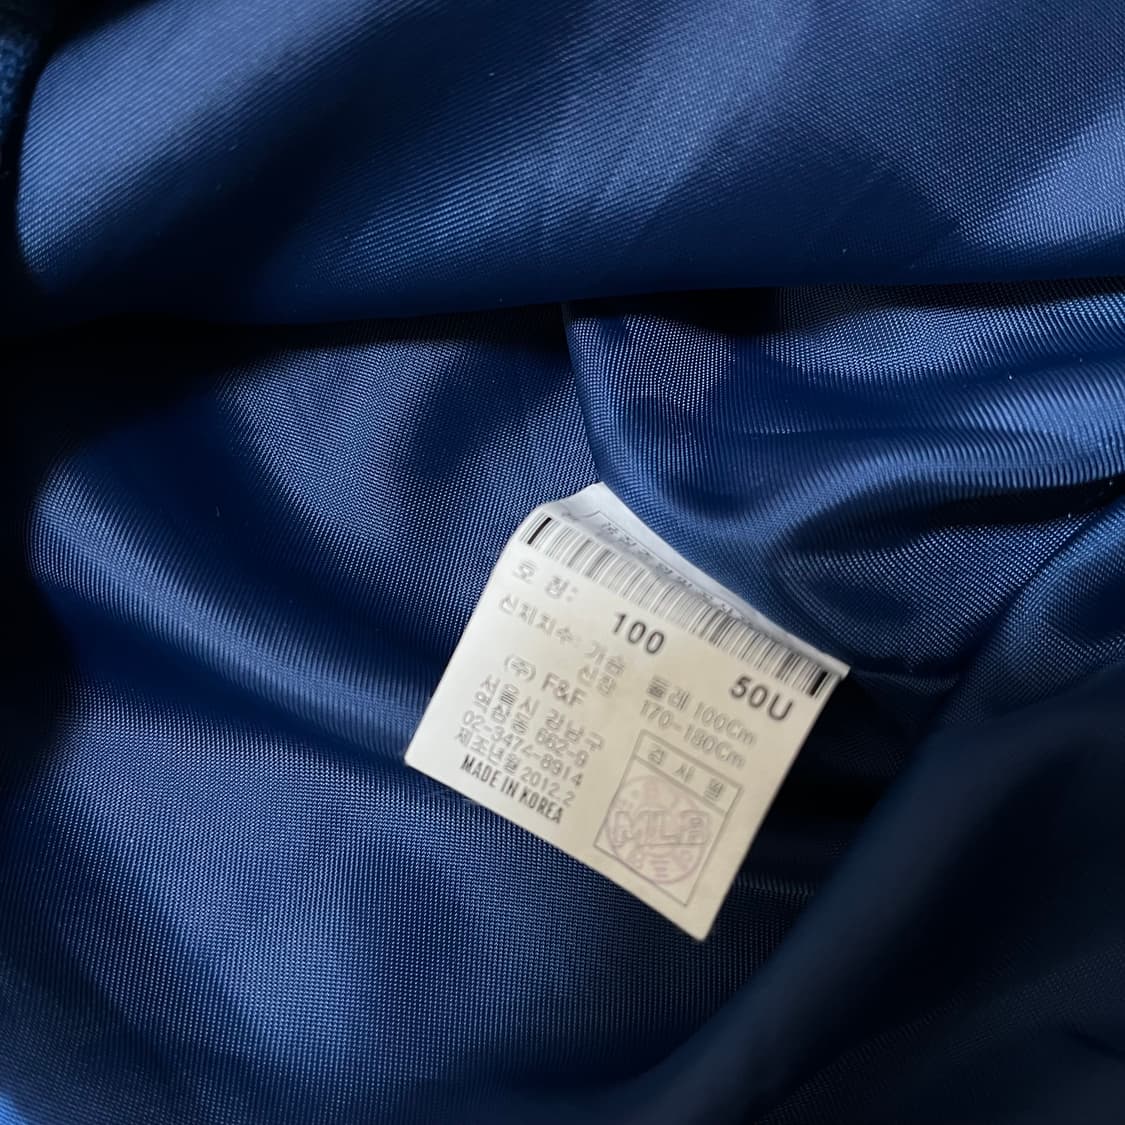 호 칭:
100
50U
신체치수: 가슴둘레 100Cm
신장 170-180Cm
(주) F&F
서울시 강남구
역삼동 662-9
02-3474-8914
제조년월 2012.2
MADE IN KOREA
검 사 필
MLB